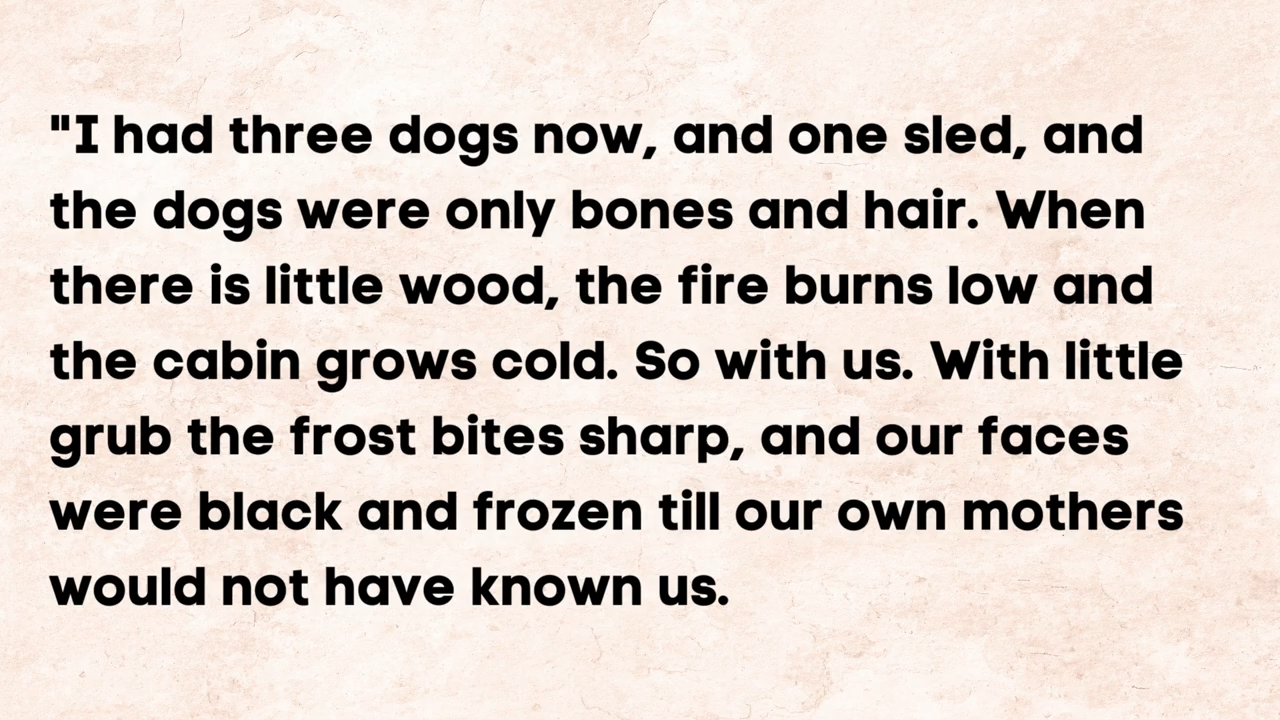 "I had three dogs now, and one sled, and
the dogs were only bones and hair. When
there is little wood, the fire burns low and
the cabin grows cold. So with us. With little
grub the frost bites sharp, and our faces
were black and frozen till our own mothers
would not have known us.